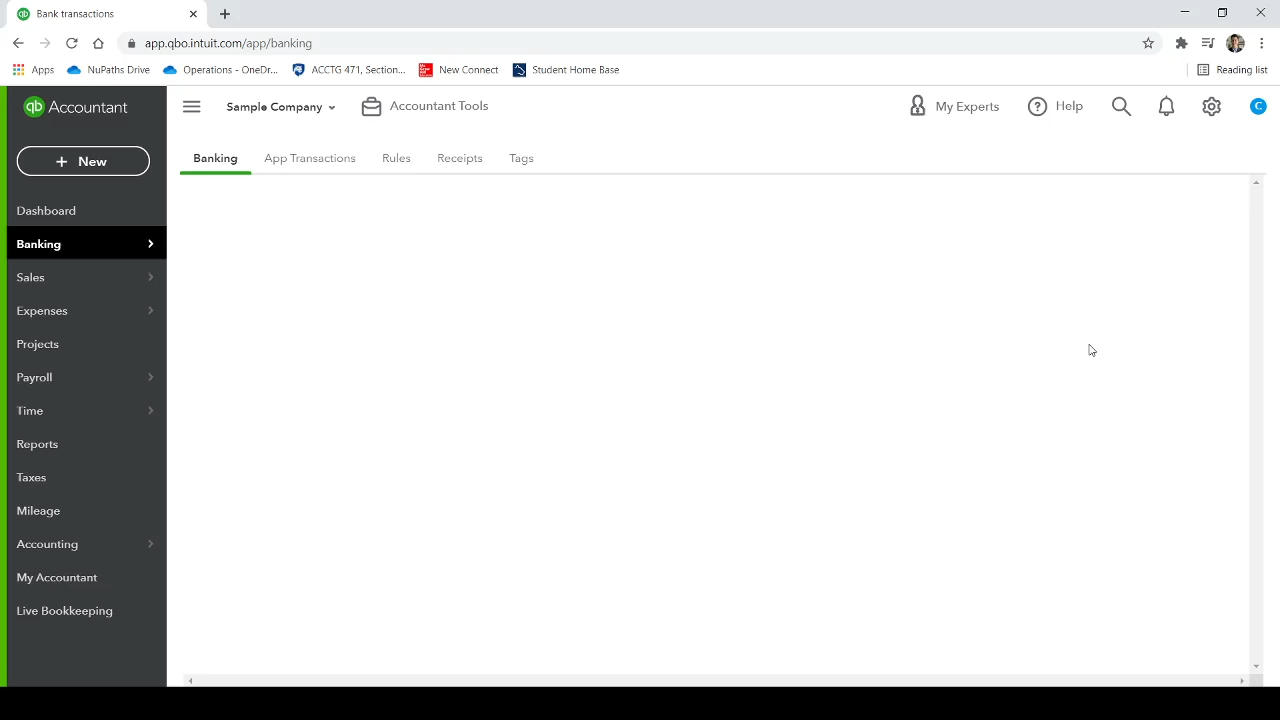 Bank transactions
app.qbo.intuit.com/app/banking
Apps
NuPaths Drive
Operations - OneDr...
ACCTG 471, Section...
New Connect
Student Home Base
Reading list
qb Accountant
Sample Company
Accountant Tools
My Experts
Help
C
+ New
Banking
App Transactions
Rules
Receipts
Tags
Dashboard
Banking
Sales
Expenses
Projects
Payroll
Time
Reports
Taxes
Mileage
Accounting
My Accountant
Live Bookkeeping